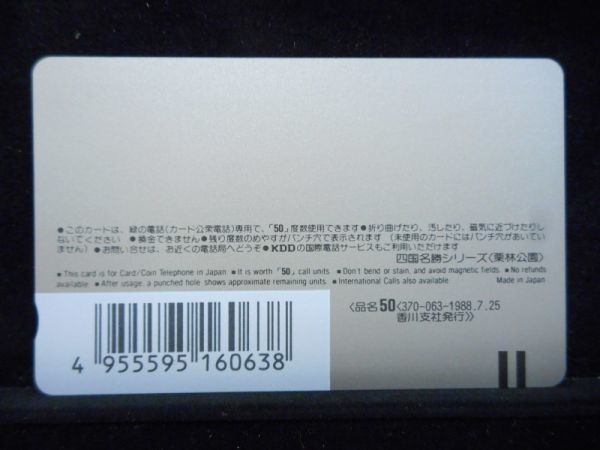 ●このカードは、緑の電話(カード公衆電話)専用で、「50」度数使用できます●折り曲げたり、汚したり、磁気に近づけたりし
ないでください ●換金できません●残り度数のめやすがパンチ穴で表示されます (未使用のカードにはパンチ穴があいてい
ません) ●お問い合せは、お近くの電話局へどうぞ●KDDの国際電話サービスもご利用いただけます
四国名勝シリーズ〈栗林公園〉
■This card is for Card/Coin Telephone in Japan. ■It is worth「50」call units ■Don't bend or stain, and avoid magnetic fields. ■No refunds
available ■After usage, a punched hole shows approximate remaining units. ■International Calls also available Made in Japan
〈品名50〈370-063-1988.7.25
香川支社発行〉〉
4 955595 160638